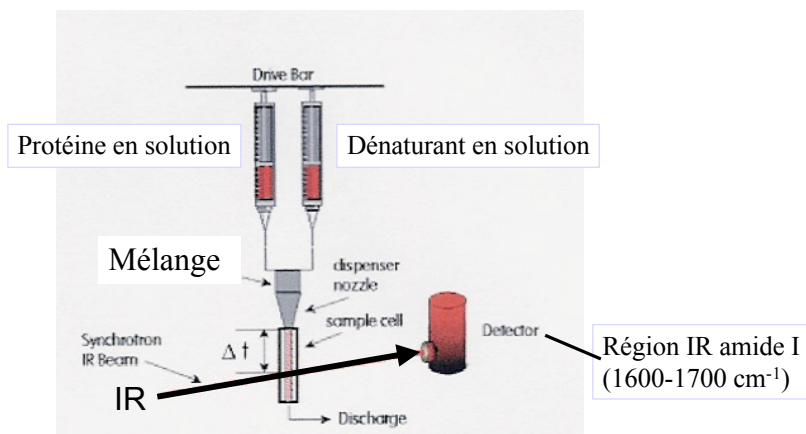 Drive Bar
Protéine en solution
Dénaturant en solution
Mélange
dispenser
nozzle
sample cell
Synchrotron
IR Beam
Δ t
Detector
Région IR amide I
(1600-1700 cm⁻¹)
IR
Discharge